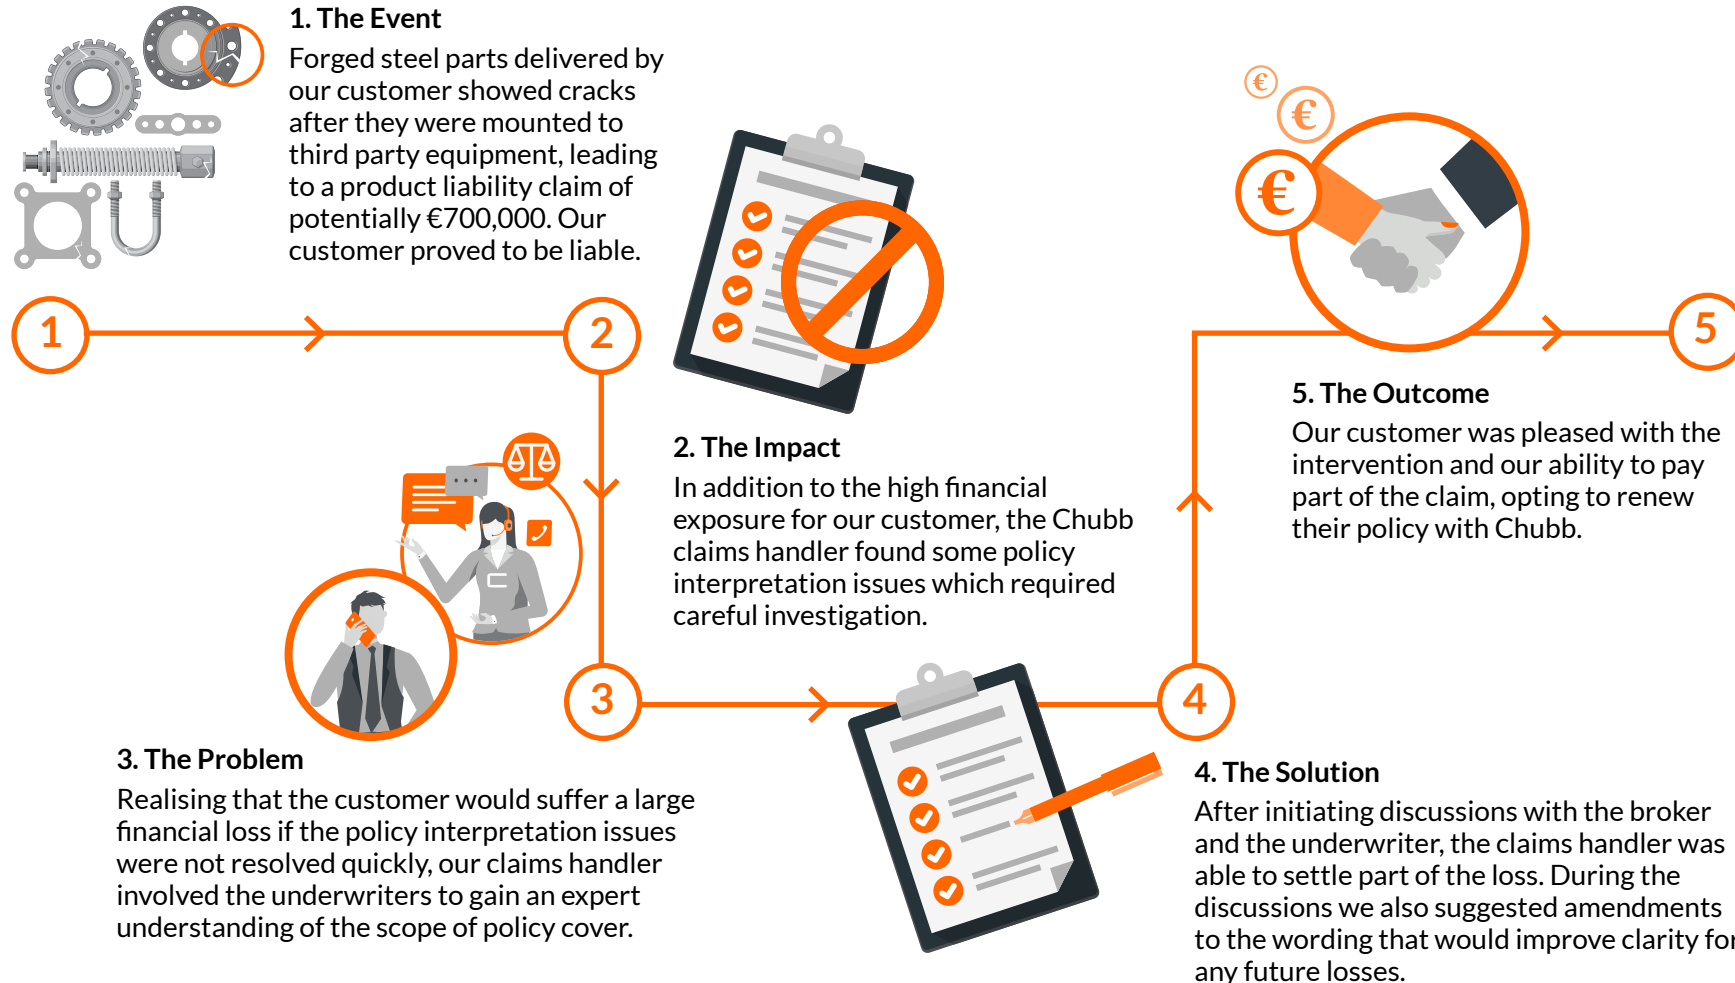 1. The Event
Forged steel parts delivered by
our customer showed cracks
after they were mounted to
third party equipment, leading
to a product liability claim of
potentially €700,000. Our
customer proved to be liable.
€
€
€
1
2
5
5. The Outcome
Our customer was pleased with the
intervention and our ability to pay
part of the claim, opting to renew
their policy with Chubb.
2. The Impact
In addition to the high financial
exposure for our customer, the Chubb
claims handler found some policy
interpretation issues which required
careful investigation.
3
4
3. The Problem
Realising that the customer would suffer a large
financial loss if the policy interpretation issues
were not resolved quickly, our claims handler
involved the underwriters to gain an expert
understanding of the scope of policy cover.
4. The Solution
After initiating discussions with the broker
and the underwriter, the claims handler was
able to settle part of the loss. During the
discussions we also suggested amendments
to the wording that would improve clarity for
any future losses.